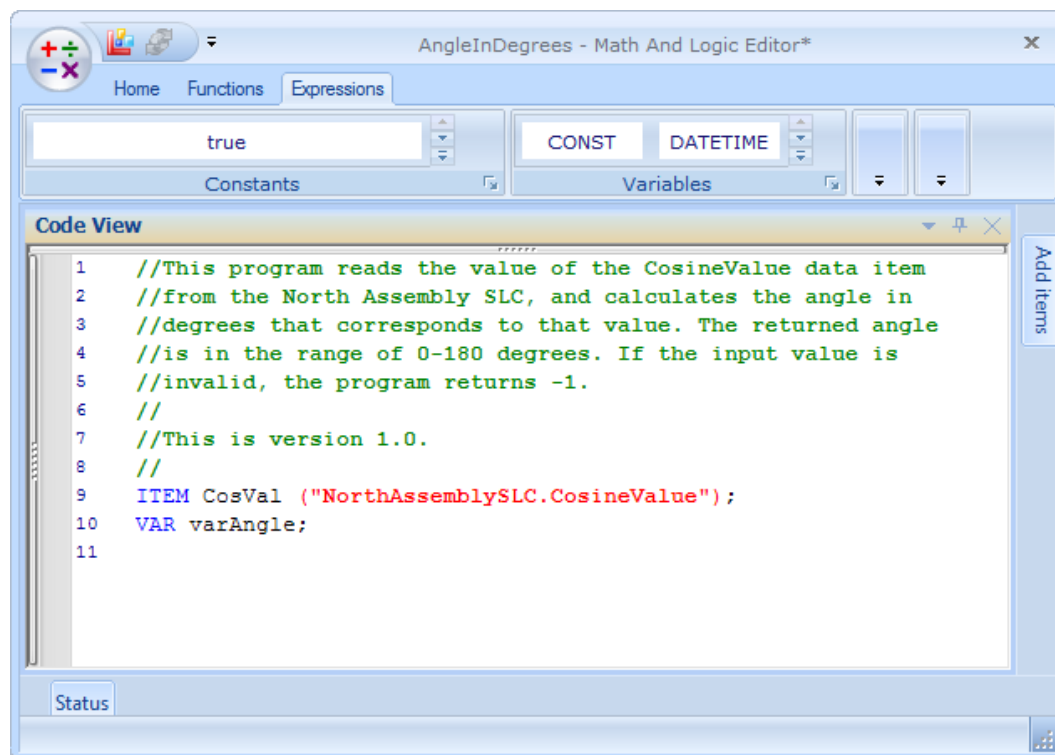 AngleInDegrees - Math And Logic Editor*
Home Functions Expressions
true CONST DATETIME
Constants Variables
Code View
Add items
1 //This program reads the value of the CosineValue data item
2 //from the North Assembly SLC, and calculates the angle in
3 //degrees that corresponds to that value. The returned angle
4 //is in the range of 0-180 degrees. If the input value is
5 //invalid, the program returns -1.
6 //
7 //This is version 1.0.
8 //
9 ITEM CosVal ("NorthAssemblySLC.CosineValue");
10 VAR varAngle;
11
Status